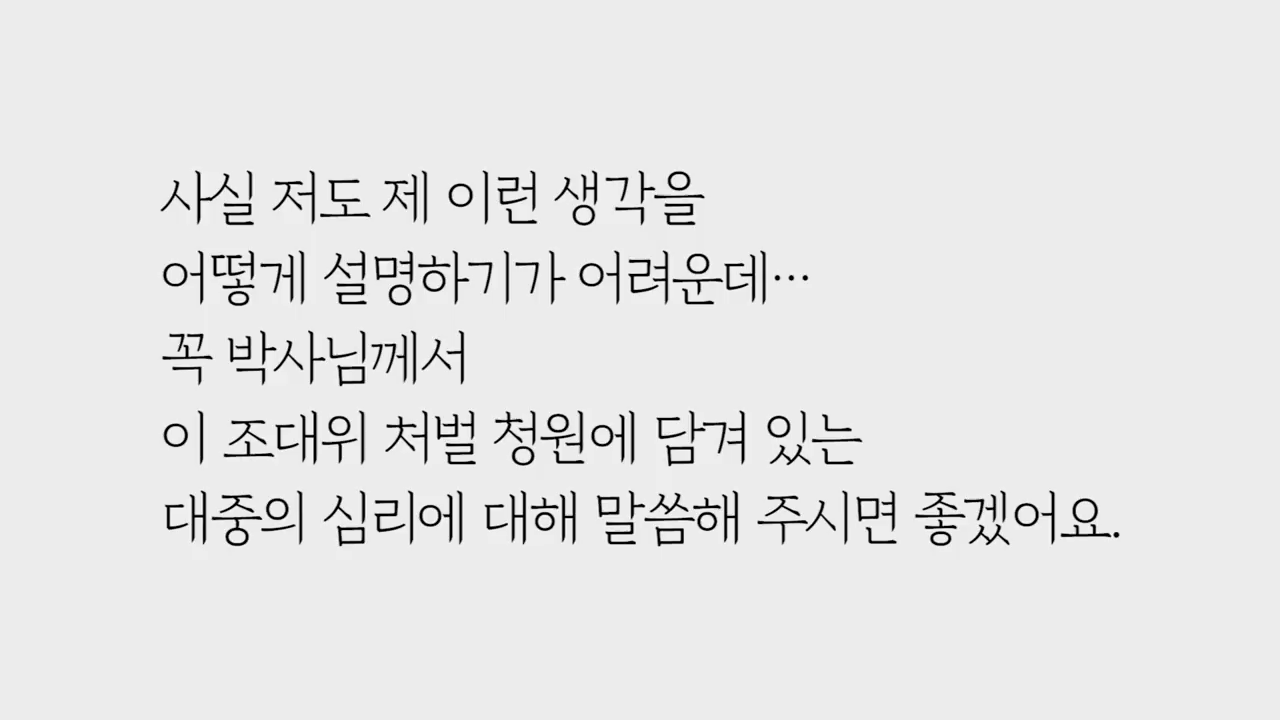 사실 저도 제 이런 생각을
어떻게 설명하기가 어려운데…
꼭 박사님께서
이 조대위 처벌 청원에 담겨 있는
대중의 심리에 대해 말씀해 주시면 좋겠어요.